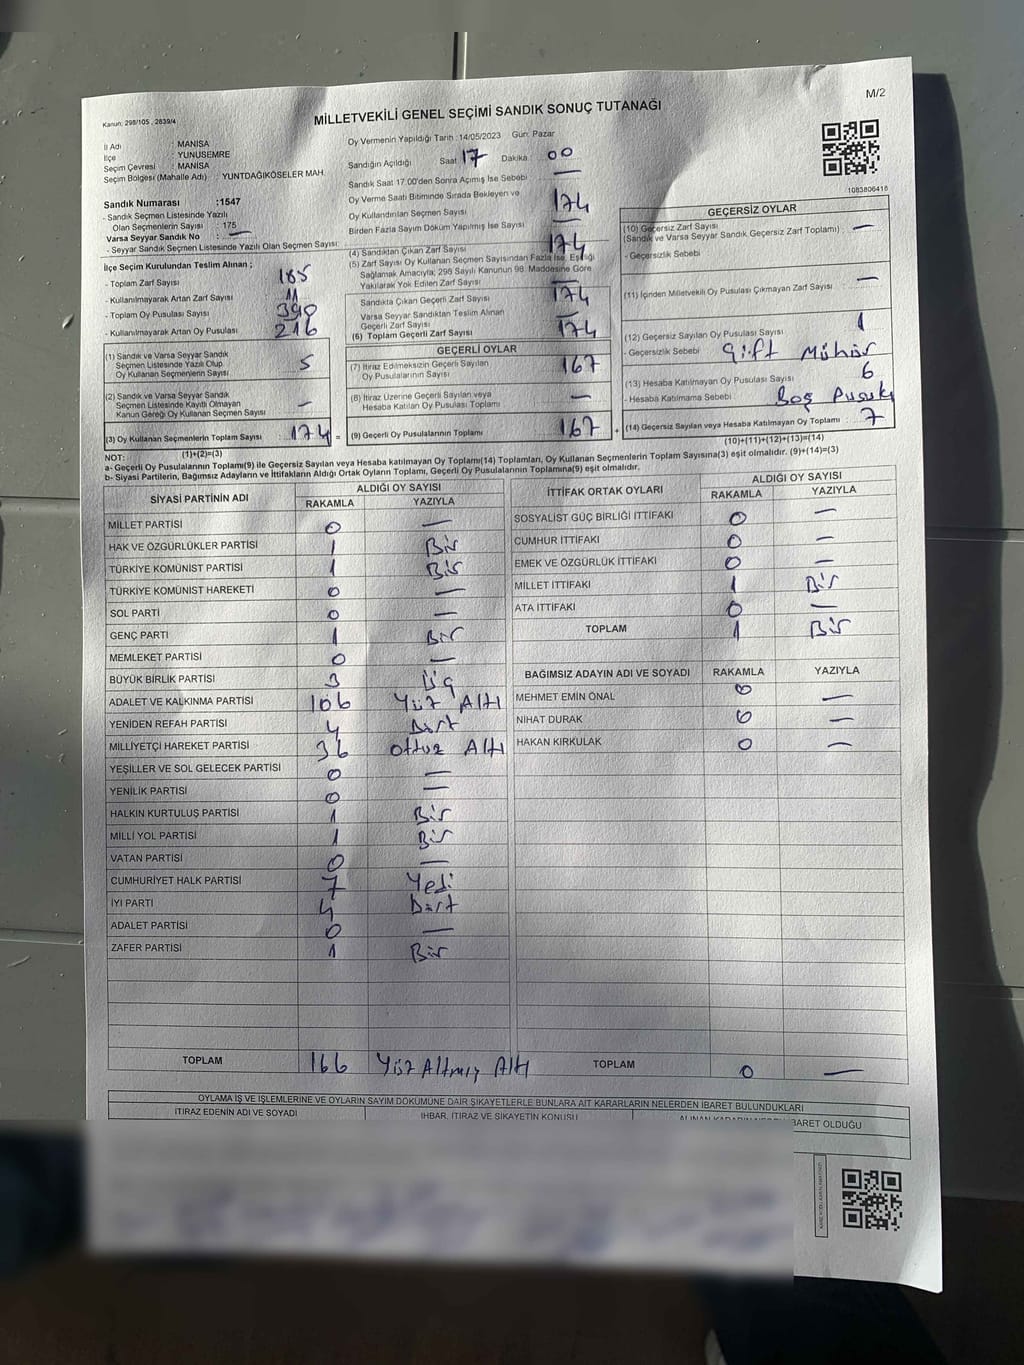 M/2
Kanun: 298/105, 2839/4
MİLLETVEKİLİ GENEL SEÇİMİ SANDIK SONUÇ TUTANAĞI
İl Adı : MANİSA
İlçe : YUNUSEMRE
Seçim Çevresi : MANİSA
Seçim Bölgesi (Mahalle Adı) : YUNTDAĞIKÖSELER MAH.
Sandık Numarası :1547
- Sandık Seçmen Listesinde Yazılı
Olan Seçmenlerin Sayısı : 175
Varsa Seyyar Sandık No : —
- Seyyar Sandık Seçmen Listesinde Yazılı Olan Seçmen Sayısı:
İlçe Seçim Kurulundan Teslim Alınan ;
- Toplam Zarf Sayısı 185
- Kullanılmayarak Artan Zarf Sayısı 11
- Toplam Oy Pusulası Sayısı 390
- Kullanılmayarak Artan Oy Pusulası 216
(1) Sandık ve Varsa Seyyar Sandık
Seçmen Listesinde Yazılı Olup
Oy Kullanan Seçmenlerin Sayısı 5
(2) Sandık ve Varsa Seyyar Sandık
Seçmen Listesinde Kayıtlı Olmayan
Kanun Gereği Oy Kullanan Seçmen Sayısı —
(3) Oy Kullanan Seçmenlerin Toplam Sayısı 174 =
(1)+(2)=(3)
Oy Vermenin Yapıldığı Tarih : 14/05/2023 Gün: Pazar
Sandığın Açıldığı Saat 17 Dakika : 00
Sandık Saat 17:00'den Sonra Açımış İse Sebebi —
Oy Verme Saati Bitiminde Sırada Bekleyen ve
Oy Kullandırılan Seçmen Sayısı 174
Birden Fazla Sayım Döküm Yapılmış İse Sayısı —
(4) Sandıktan Çıkan Zarf Sayısı 174
(5) Zarf Sayısı Oy Kullanan Seçmen Sayısından Fazla İse, Eşitliği
Sağlamak Amacıyla; 298 Sayılı Kanunun 98. Maddesine Göre
Yakılarak Yok Edilen Zarf Sayısı —
Sandıkta Çıkan Geçerli Zarf Sayısı 174
Varsa Seyyar Sandıktan Teslim Alınan
Geçerli Zarf Sayısı —
(6) Toplam Geçerli Zarf Sayısı 174
GEÇERLİ OYLAR
(7) İtiraz Edilmeksizin Geçerli Sayılan
Oy Pusulalarının Sayısı 167
(8) İtiraz Üzerine Geçerli Sayılan veya
Hesaba Katılan Oy Pusulası Toplamı —
(9) Geçerli Oy Pusulalarının Toplamı 167 +
1083806418
GEÇERSİZ OYLAR
(10) Geçersiz Zarf Sayısı —
(Sandık ve Varsa Seyyar Sandık Geçersiz Zarf Toplamı) :
- Geçersizlik Sebebi
(11) İçinden Milletvekili Oy Pusulası Çıkmayan Zarf Sayısı : —
(12) Geçersiz Sayılan Oy Pusulası Sayısı 1
- Geçersizlik Sebebi Çift Mühür
(13) Hesaba Katılmayan Oy Pusulası Sayısı 6
- Hesaba Katılmama Sebebi Boş
(14) Geçersiz Sayılan veya Hesaba Katılmayan Oy Toplamı : 7
(10)+(11)+(12)+(13)=(14)
NOT:
a- Geçerli Oy Pusulalarının Toplamı(9) ile Geçersiz Sayılan veya Hesaba katılmayan Oy Toplamı(14) Toplamları, Oy Kullanan Seçmenlerin Toplam Sayısına(3) eşit olmalıdır. (9)+(14)=(3)
b- Siyasi Partilerin, Bağımsız Adayların ve İttifakların Aldığı Ortak Oyların Toplamı, Geçerli Oy Pusulalarının Toplamına(9) eşit olmalıdır.
SİYASİ PARTİNİN ADI ALDIĞI OY SAYISI
RAKAMLA YAZIYLA
MİLLET PARTİSİ 0 —
HAK VE ÖZGÜRLÜKLER PARTİSİ 1 Bir
TÜRKİYE KOMÜNİST PARTİSİ 1 Bir
TÜRKİYE KOMÜNİST HAREKETİ 0 —
SOL PARTİ 0 —
GENÇ PARTİ 1 Bir
MEMLEKET PARTİSİ 0 —
BÜYÜK BİRLİK PARTİSİ 3 Üç
ADALET VE KALKINMA PARTİSİ 106 Yüz Altı
YENİDEN REFAH PARTİSİ 4 Dört
MİLLİYETÇİ HAREKET PARTİSİ 36 Ottuz Altı
YEŞİLLER VE SOL GELECEK PARTİSİ 0 —
YENİLİK PARTİSİ 0 —
HALKIN KURTULUŞ PARTİSİ 1 Bir
MİLLİ YOL PARTİSİ 1 Bir
VATAN PARTİSİ 0 —
CUMHURİYET HALK PARTİSİ 7 Yedi
İYİ PARTİ 4 Dört
ADALET PARTİSİ 0 —
ZAFER PARTİSİ 1 Bir
TOPLAM 166 Yüz Altmış Altı
İTTİFAK ORTAK OYLARI ALDIĞI OY SAYISI
RAKAMLA YAZIYLA
SOSYALİST GÜÇ BİRLİĞİ İTTİFAKI 0 —
CUMHUR İTTİFAKI 0 —
EMEK VE ÖZGÜRLÜK İTTİFAKI 0 —
MİLLET İTTİFAKI 1 Bir
ATA İTTİFAKI 0 —
TOPLAM 1 Bir
BAĞIMSIZ ADAYIN ADI VE SOYADI RAKAMLA YAZIYLA
MEHMET EMİN ÖNAL 0 —
NİHAT DURAK 0 —
HAKAN KIRKULAK 0 —
TOPLAM 0 —
OYLAMA İŞ VE İŞLEMLERİNE VE OYLARIN SAYIM DÖKÜMÜNE DAİR ŞİKAYETLERLE BUNLARA AİT KARARLARIN NELERDEN İBARET BULUNDUKLARI
İTİRAZ EDENİN ADI VE SOYADI İHBAR, İTİRAZ VE ŞİKAYETİN KONUSU İBARET OLDUĞU